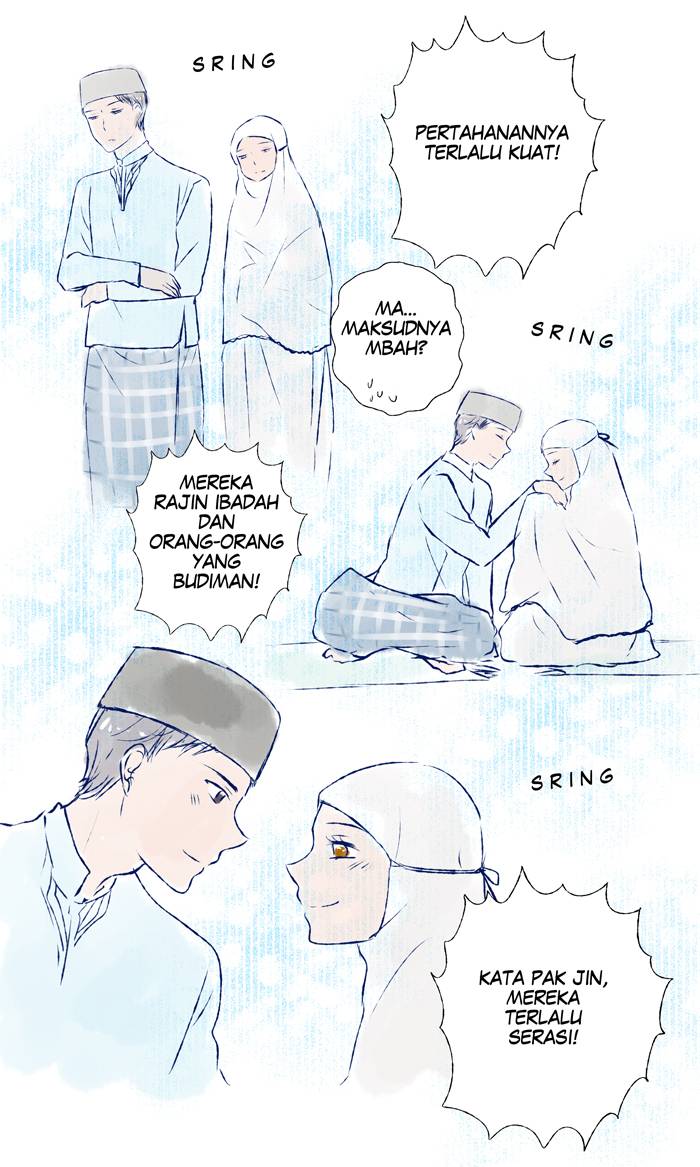 SRING
PERTAHANANNYA
TERLALU KUAT!
MA...
MAKSUDNYA
MBAH?
SRING
MEREKA
RAJIN IBADAH
DAN
ORANG-ORANG
YANG
BUDIMAN!
SRING
KATA PAK JIN,
MEREKA
TERLALU
SERASI!